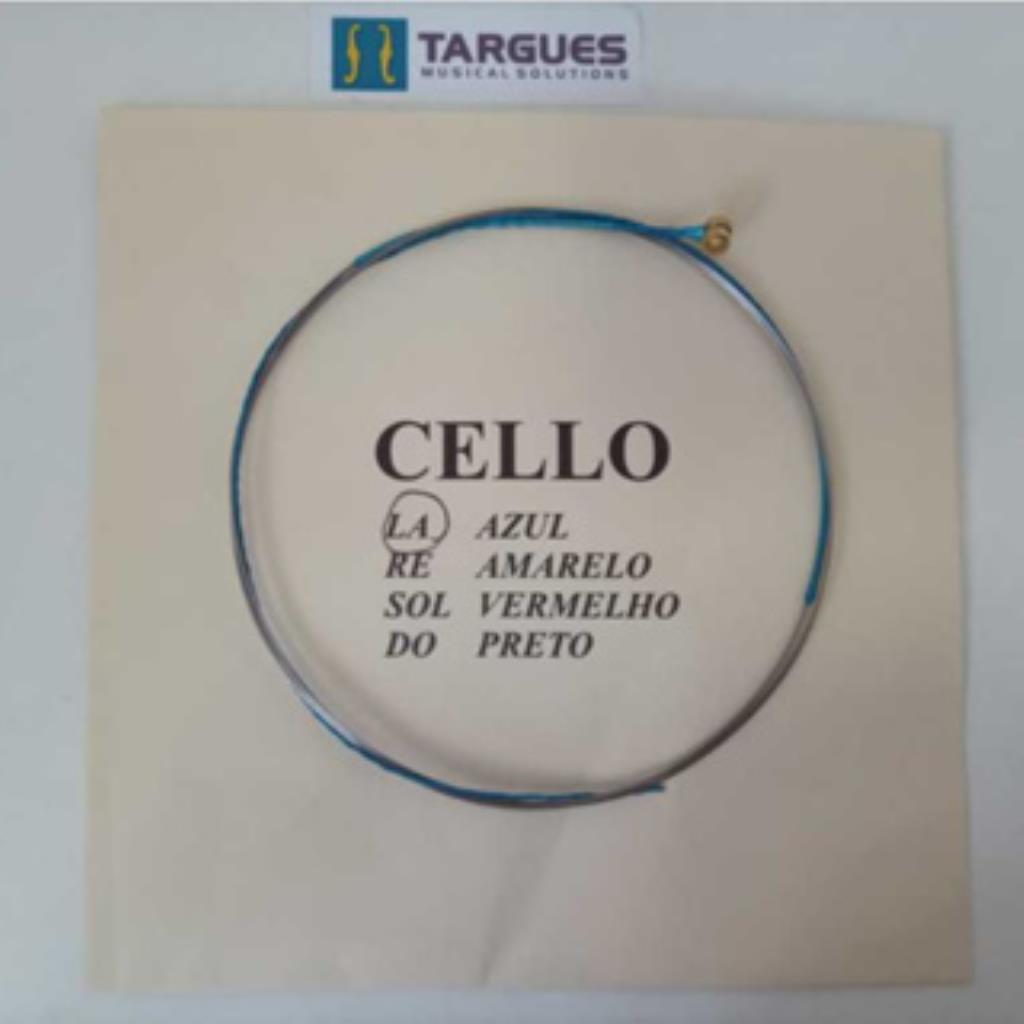 TARGUES
MUSICAL SOLUTIONS
CELLO
LA AZUL
RE AMARELO
SOL VERMELHO
DO PRETO